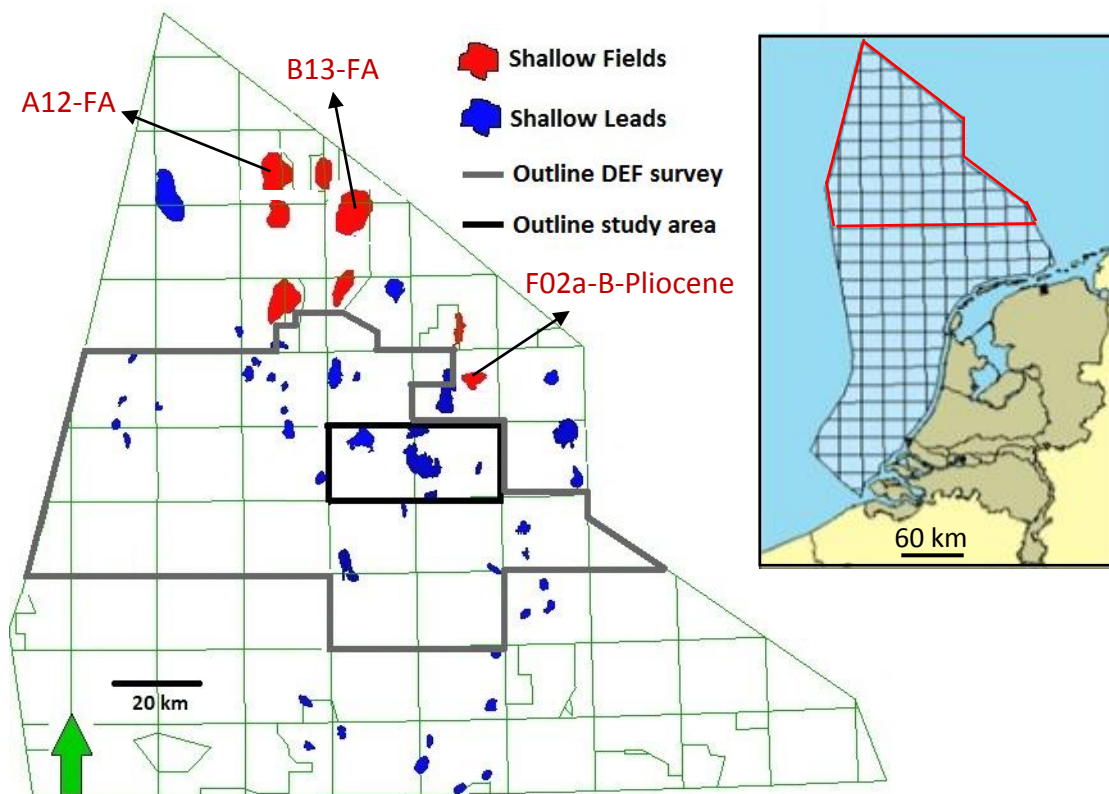 A12-FA
B13-FA
Shallow Fields
Shallow Leads
Outline DEF survey
Outline study area
F02a-B-Pliocene
20 km
60 km